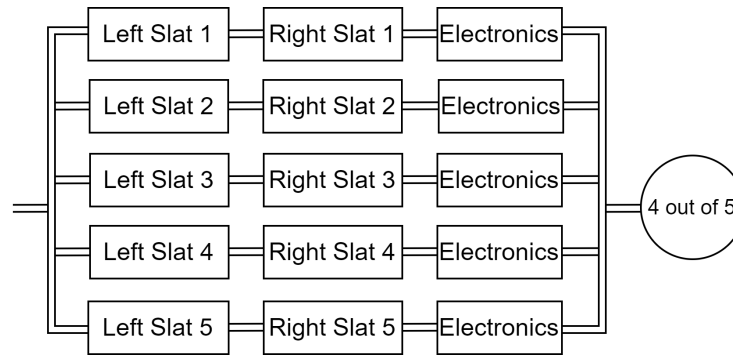 Left Slat 1 Right Slat 1 Electronics
Left Slat 2 Right Slat 2 Electronics
Left Slat 3 Right Slat 3 Electronics
4 out of 5
Left Slat 4 Right Slat 4 Electronics
Left Slat 5 Right Slat 5 Electronics